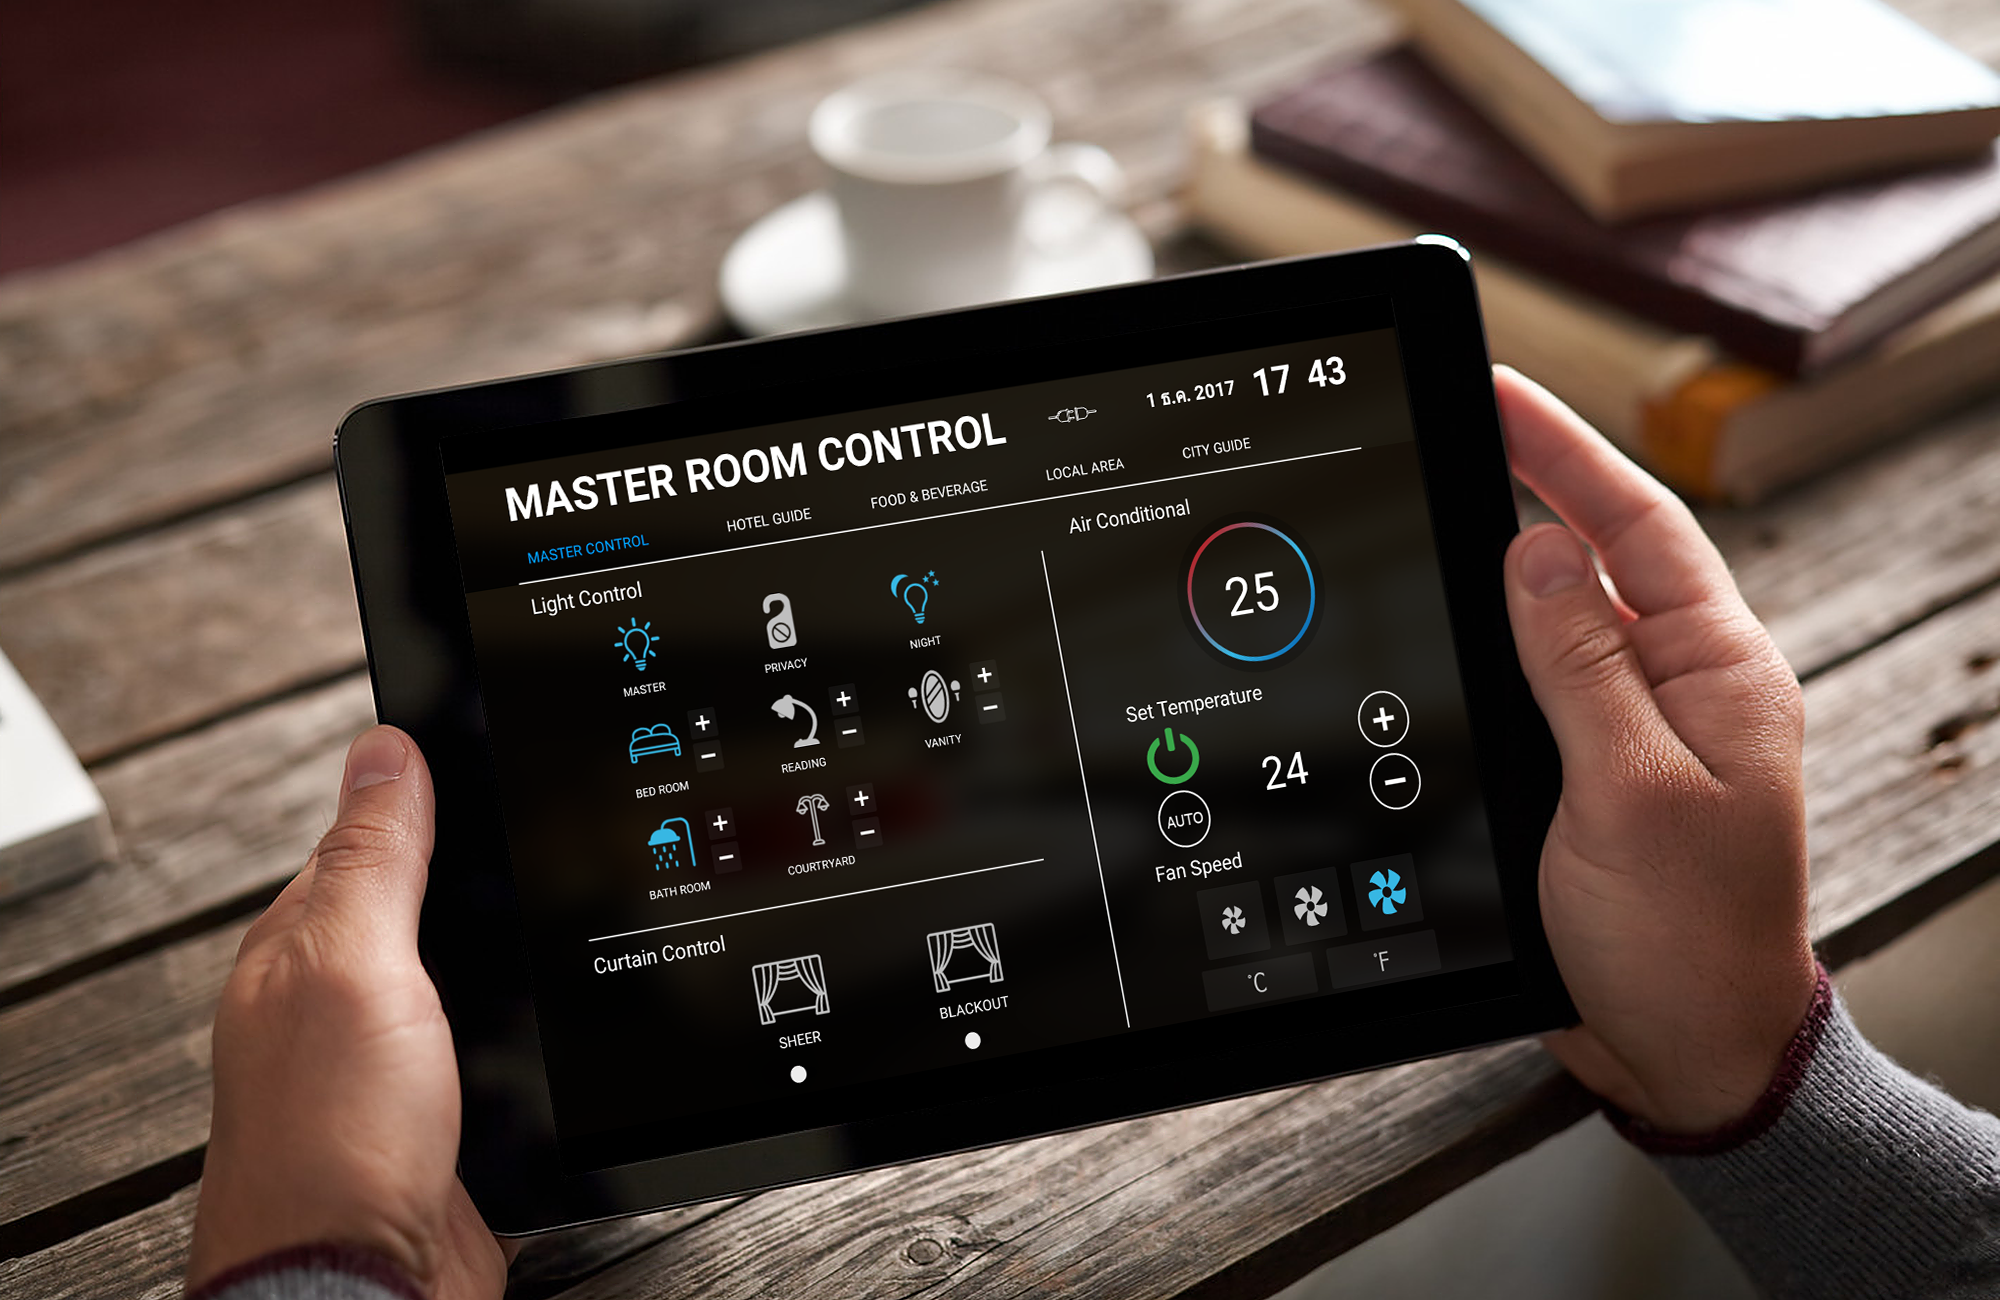 MASTER ROOM CONTROL
1 ธ.ค. 2017 17 43
MASTER CONTROL HOTEL GUIDE FOOD & BEVERAGE LOCAL AREA CITY GUIDE
Light Control
MASTER PRIVACY NIGHT
BED ROOM + − READING + − VANITY + −
BATH ROOM + − COURTYARD + −
Curtain Control
SHEER BLACKOUT
Air Conditional
25
Set Temperature
24 + −
AUTO
Fan Speed
°C °F